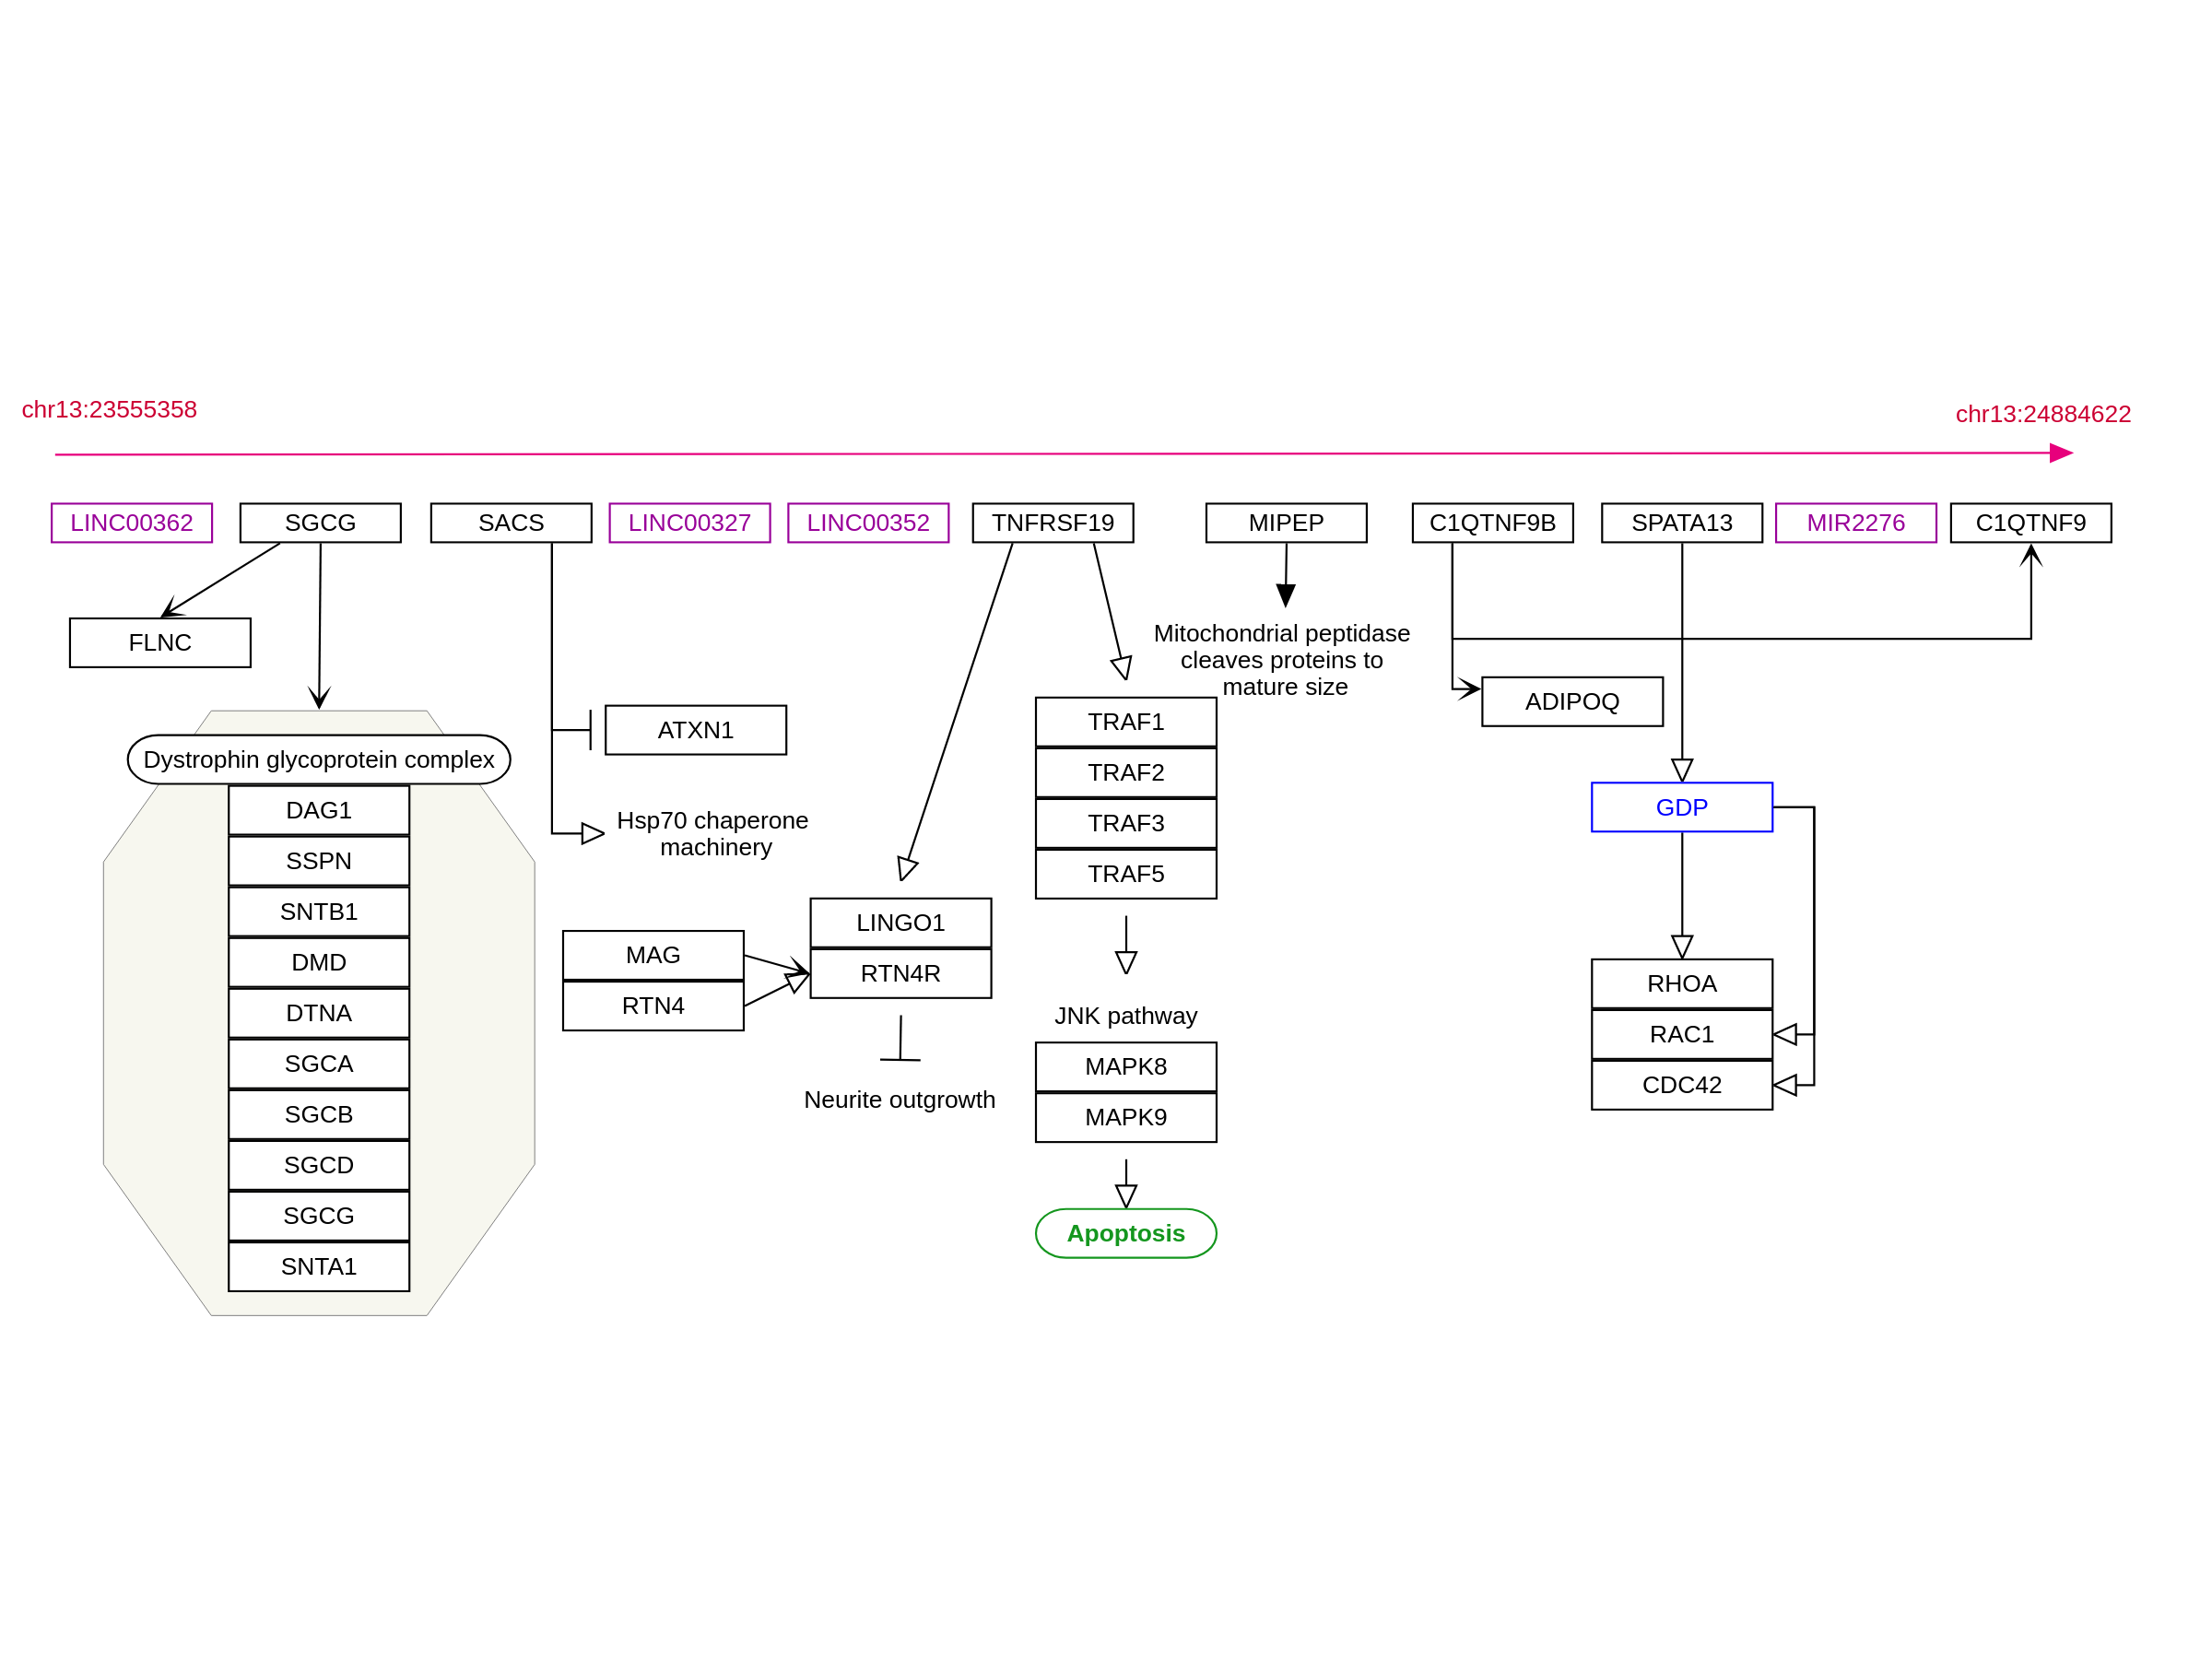 chr13:23555358
chr13:24884622
LINC00362
SGCG
SACS
LINC00327
LINC00352
TNFRSF19
MIPEP
C1QTNF9B
SPATA13
MIR2276
C1QTNF9
FLNC
Dystrophin glycoprotein complex
DAG1
SSPN
SNTB1
DMD
DTNA
SGCA
SGCB
SGCD
SGCG
SNTA1
ATXN1
Hsp70 chaperone
machinery
MAG
RTN4
LINGO1
RTN4R
Neurite outgrowth
TRAF1
TRAF2
TRAF3
TRAF5
JNK pathway
MAPK8
MAPK9
Apoptosis
Mitochondrial peptidase
cleaves proteins to
mature size
ADIPOQ
GDP
RHOA
RAC1
CDC42